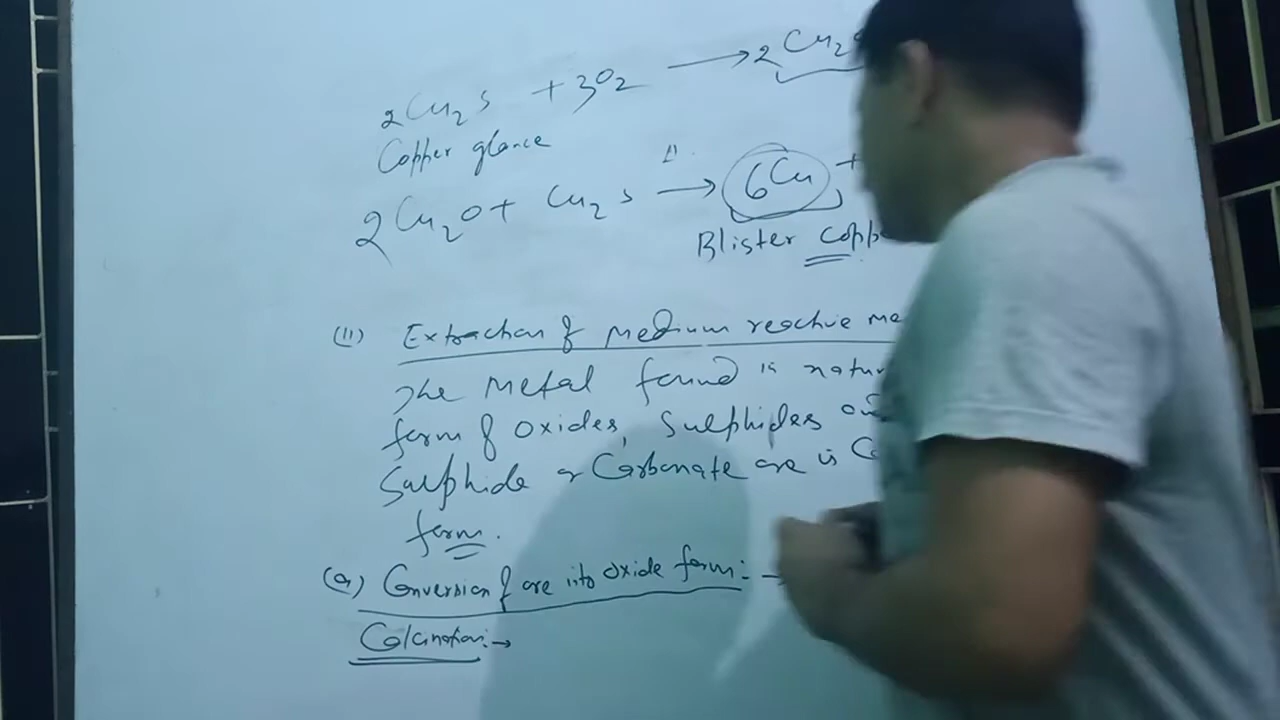 2Cu2S + 3O2 → 2Cu2
Copper glance
2Cu2O + Cu2S Δ → 6Cu +
Blister copp
(II) Extraction of medium reactive me
The Metal found is natur
form of oxides, Sulphides
Sulphide or Carbonate ore is C
form.
(a) Conversion of ore into oxide form: -
Calcination: →